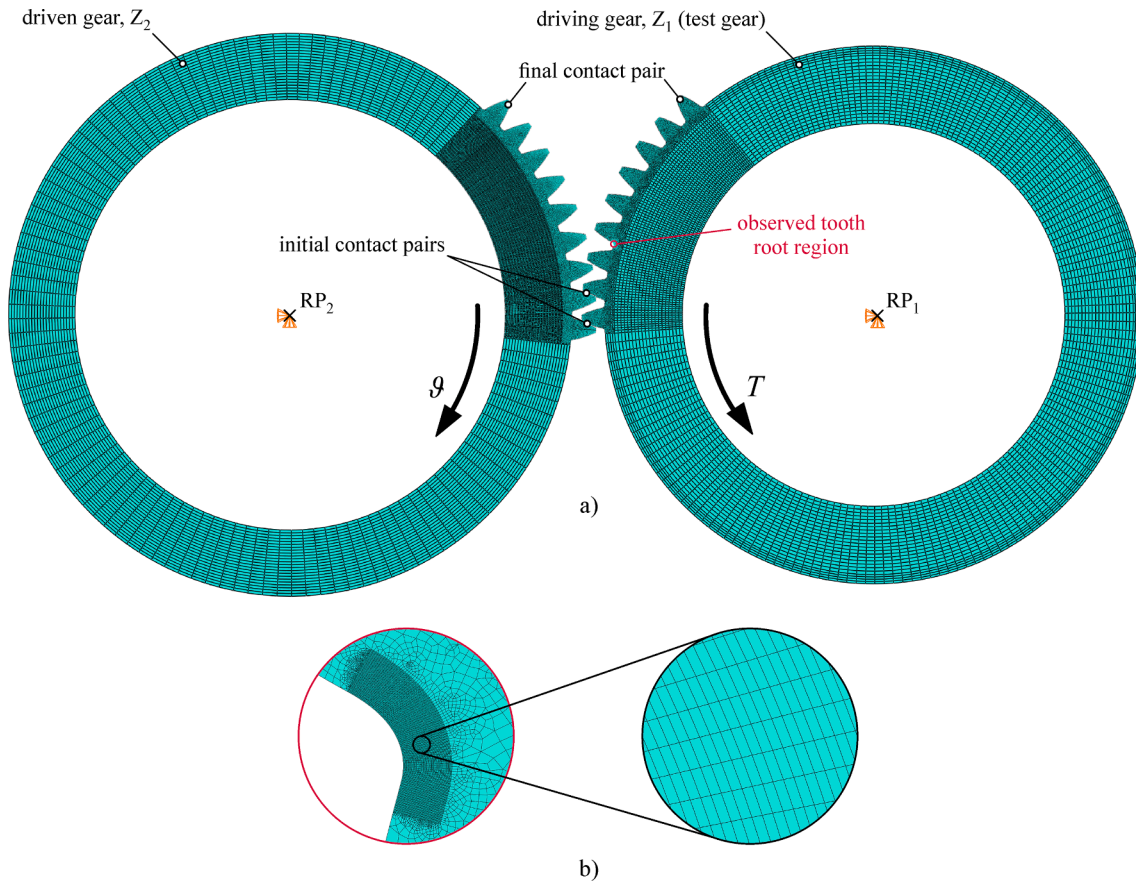 driven gear, Z₂
driving gear, Z₁ (test gear)
final contact pair
observed tooth
root region
initial contact pairs
RP₂
RP₁
ϑ
T
a)
b)